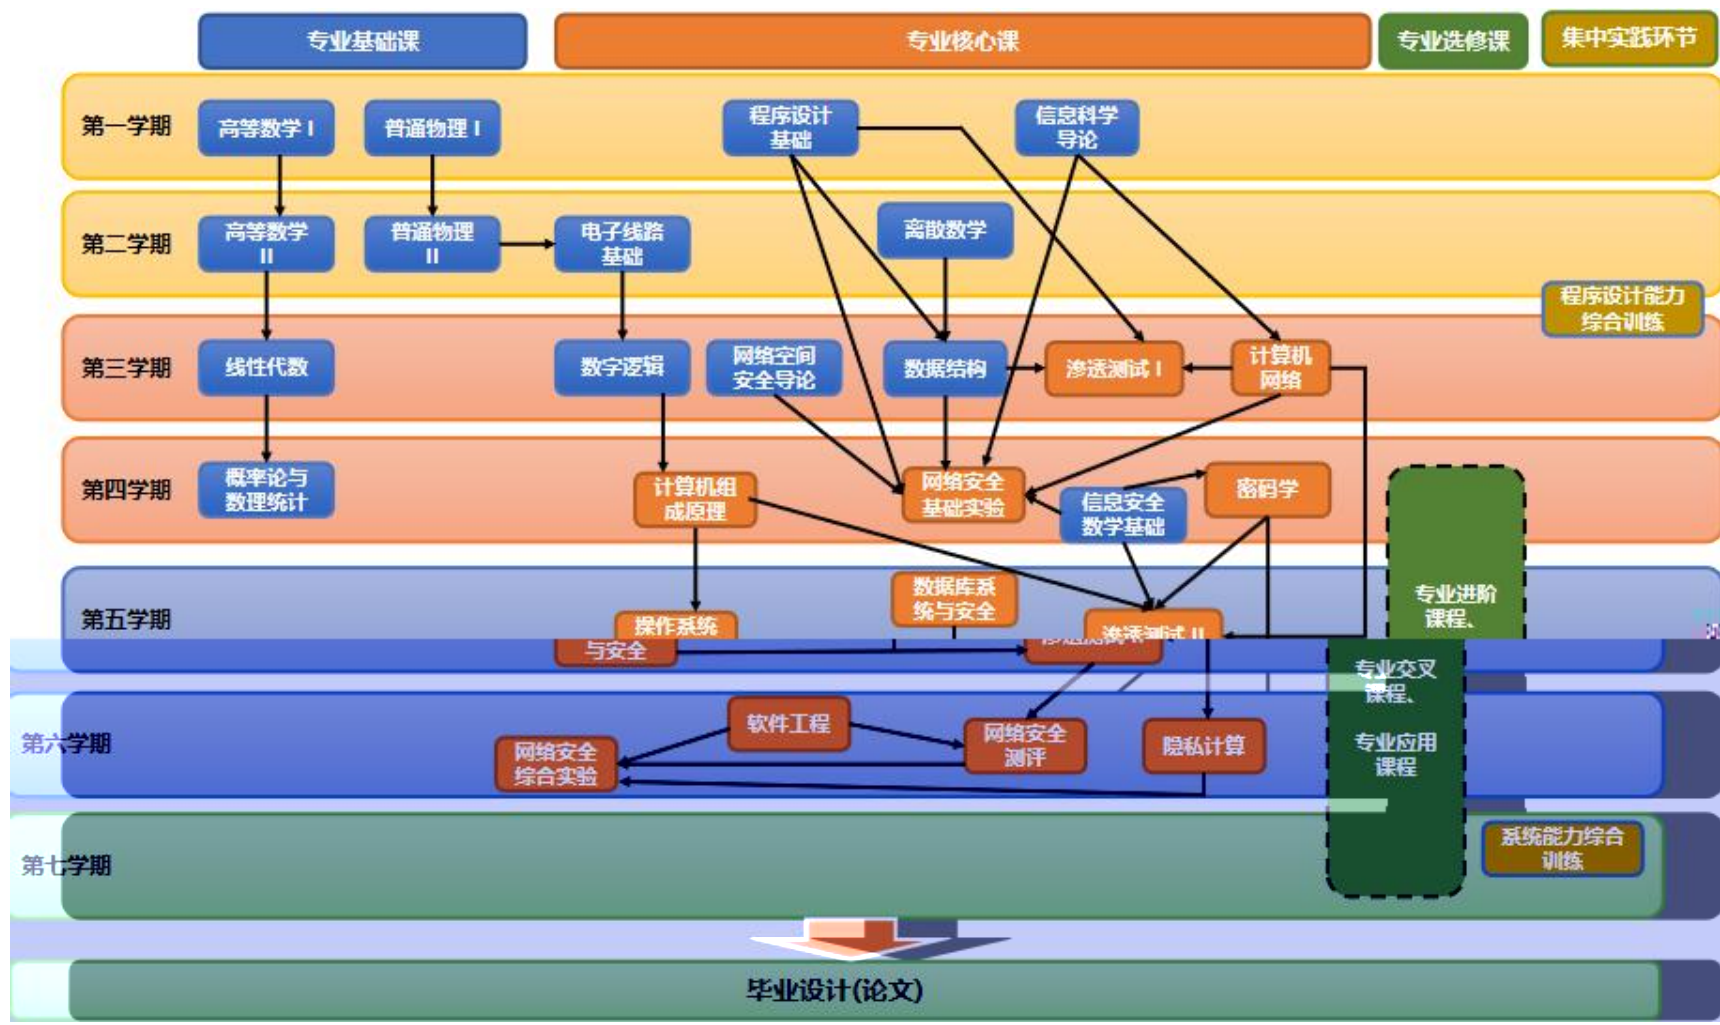 专业基础课
专业核心课
专业选修课
集中实践环节
第一学期
高等数学 I
普通物理 I
程序设计
基础
信息科学
导论
第二学期
高等数学
II
普通物理
II
电子线路
基础
离散数学
程序设计能力
综合训练
第三学期
线性代数
数字逻辑
网络空间
安全导论
数据结构
渗透测试 I
计算机
网络
第四学期
概率论与
数理统计
计算机组
成原理
网络安全
基础实验
信息安全
数学基础
密码学
第五学期
操作系统
与安全
数据库系
统与安全
渗透测试 II
专业进阶
课程、
专业交叉
课程、
专业应用
课程
第六学期
网络安全
综合实验
软件工程
网络安全
测评
隐私计算
第七学期
系统能力综合
训练
毕业设计(论文)